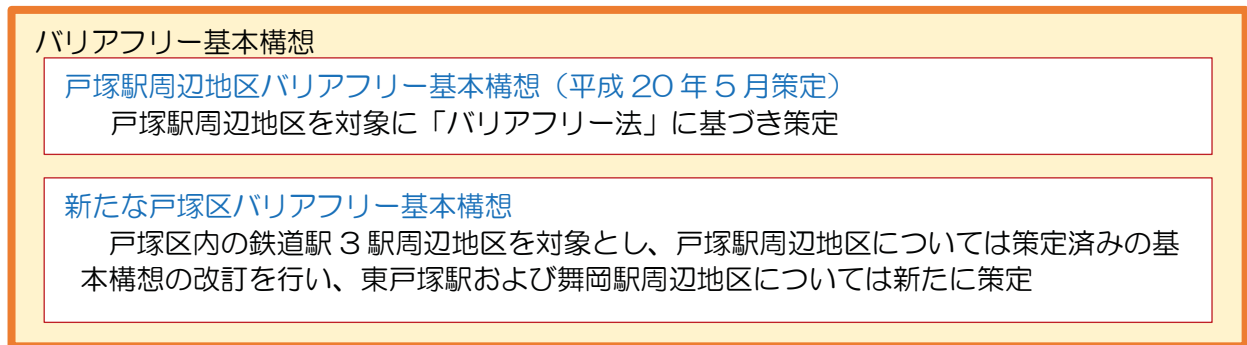 バリアフリー基本構想
戸塚駅周辺地区バリアフリー基本構想（平成 20 年 5 月策定）
戸塚駅周辺地区を対象に「バリアフリー法」に基づき策定
新たな戸塚区バリアフリー基本構想
戸塚区内の鉄道駅 3 駅周辺地区を対象とし、戸塚駅周辺地区については策定済みの基
本構想の改訂を行い、東戸塚駅および舞岡駅周辺地区については新たに策定